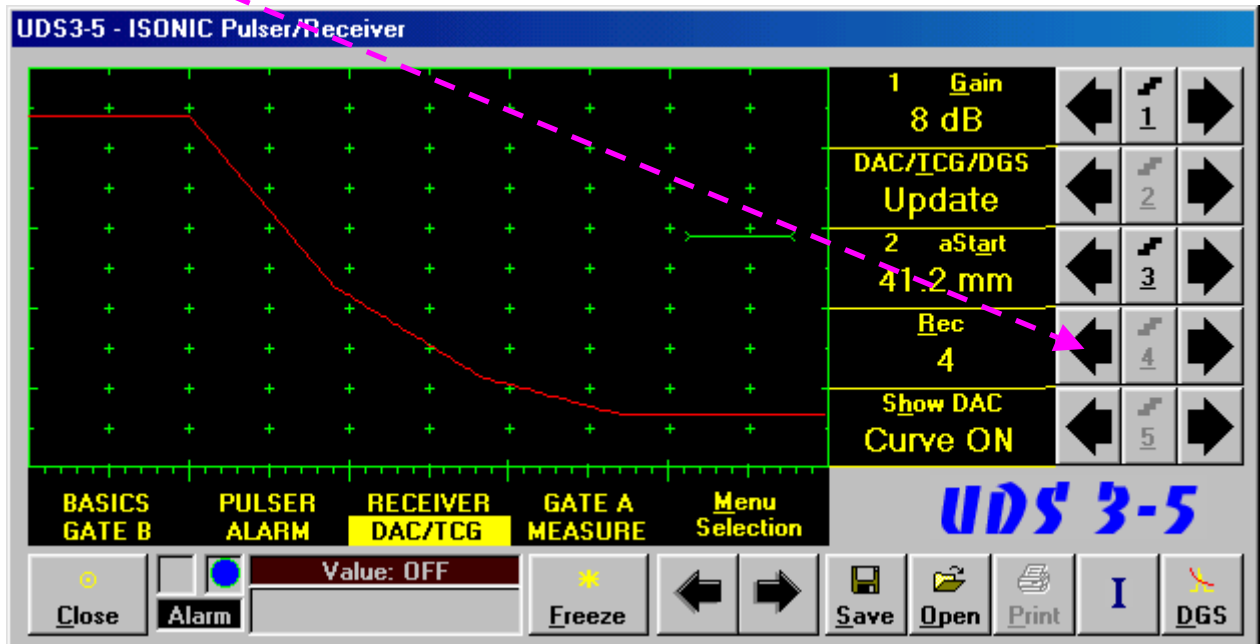 UDS3-5 - ISONIC Pulser/Receiver
1 Gain
8 dB
1
DAC/TCG/DGS
Update
2
2 aStart
41.2 mm
3
Rec
4
4
Show DAC
Curve ON
5
BASICS PULSER RECEIVER GATE A Menu
GATE B ALARM DAC/TCG MEASURE Selection
UDS 3-5
Value: OFF
Close Alarm Freeze Save Open Print I DGS